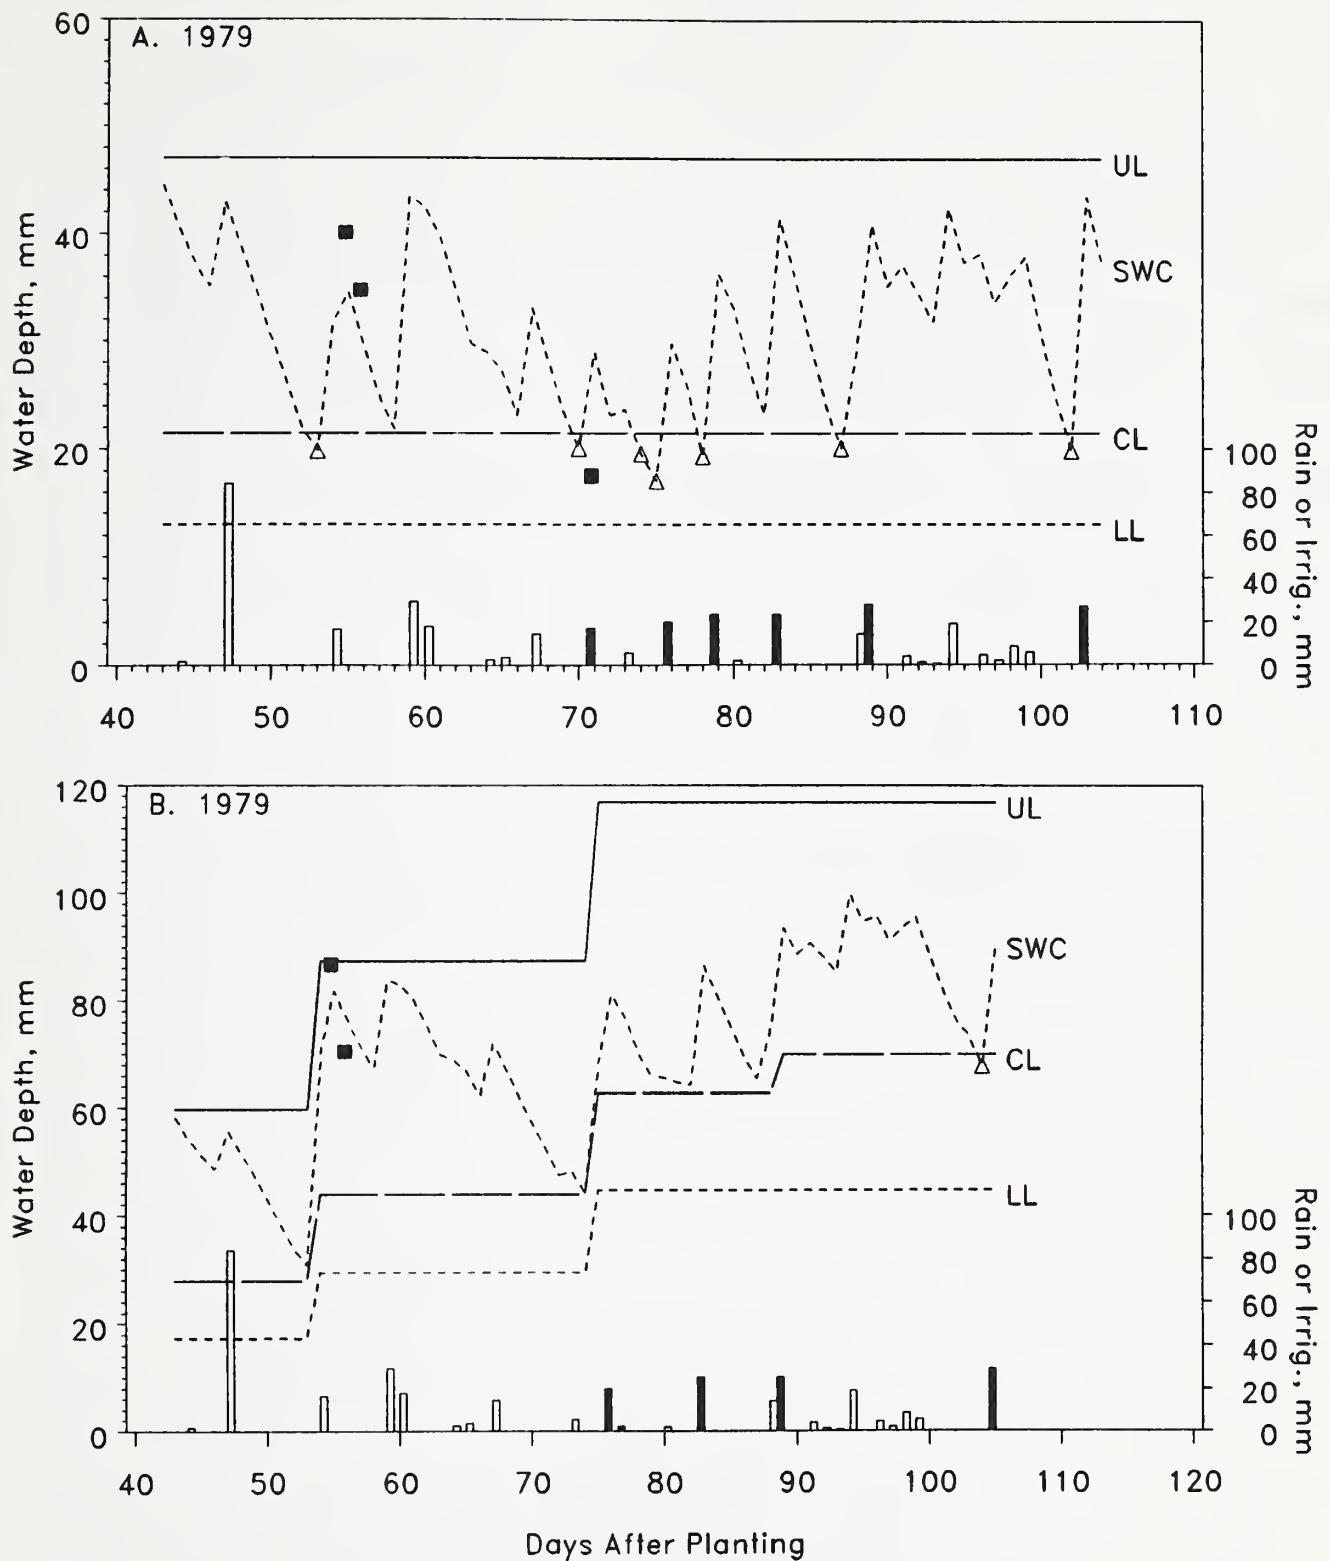 60
A. 1979
UL
40
SWC
Water Depth, mm
CL
20
100
80
LL
60
40
20
0
0
Rain or Irrig., mm
40 50 60 70 80 90 100 110
120
B. 1979
UL
100
SWC
80
Water Depth, mm
CL
60
LL
40
100
80
60
20
40
20
0
0
Rain or Irrig., mm
40 50 60 70 80 90 100 110 120
Days After Planting